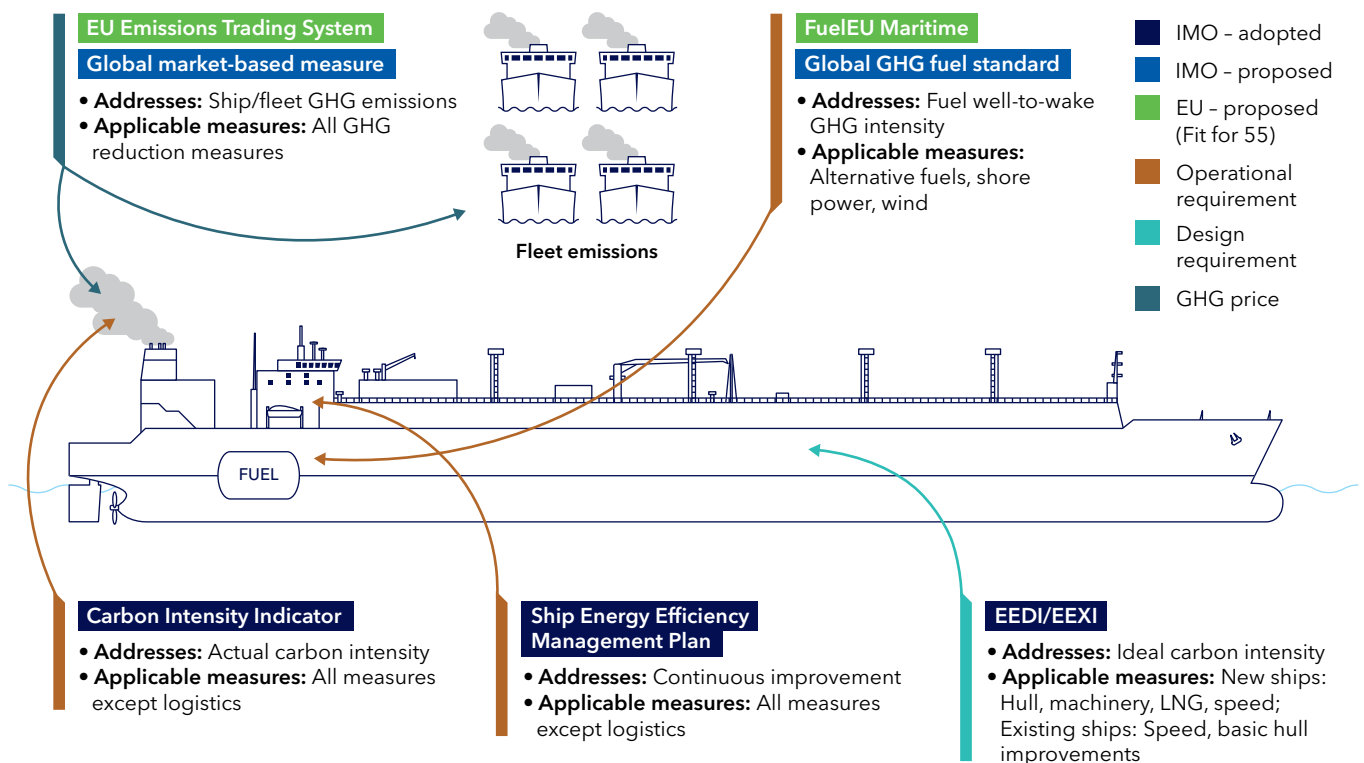 EU Emissions Trading System
Global market-based measure
• Addresses: Ship/fleet GHG emissions
• Applicable measures: All GHG
reduction measures
Fleet emissions
FuelEU Maritime
Global GHG fuel standard
• Addresses: Fuel well-to-wake
GHG intensity
• Applicable measures:
Alternative fuels, shore
power, wind
IMO – adopted
IMO – proposed
EU – proposed
(Fit for 55)
Operational
requirement
Design
requirement
GHG price
FUEL
Carbon Intensity Indicator
• Addresses: Actual carbon intensity
• Applicable measures: All measures
except logistics
Ship Energy Efficiency
Management Plan
• Addresses: Continuous improvement
• Applicable measures: All measures
except logistics
EEDI/EEXI
• Addresses: Ideal carbon intensity
• Applicable measures: New ships:
Hull, machinery, LNG, speed;
Existing ships: Speed, basic hull
improvements